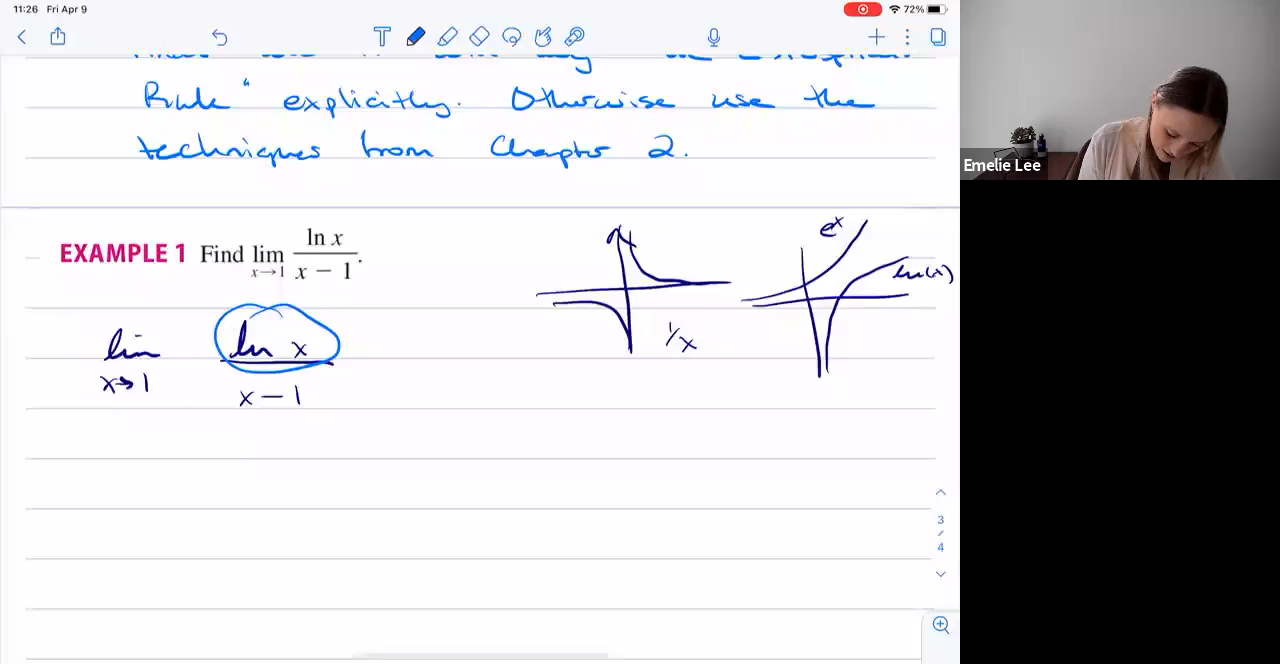 11:26 Fri Apr 9
72%
Rule" explicitly. Otherwise use the
techniques from Chapter 2.
Emelie Lee
EXAMPLE 1 Find lim x→1 ln x / x − 1.
lim x→1 ln x / x − 1
1/x
e^x
ln(x)
3 / 4